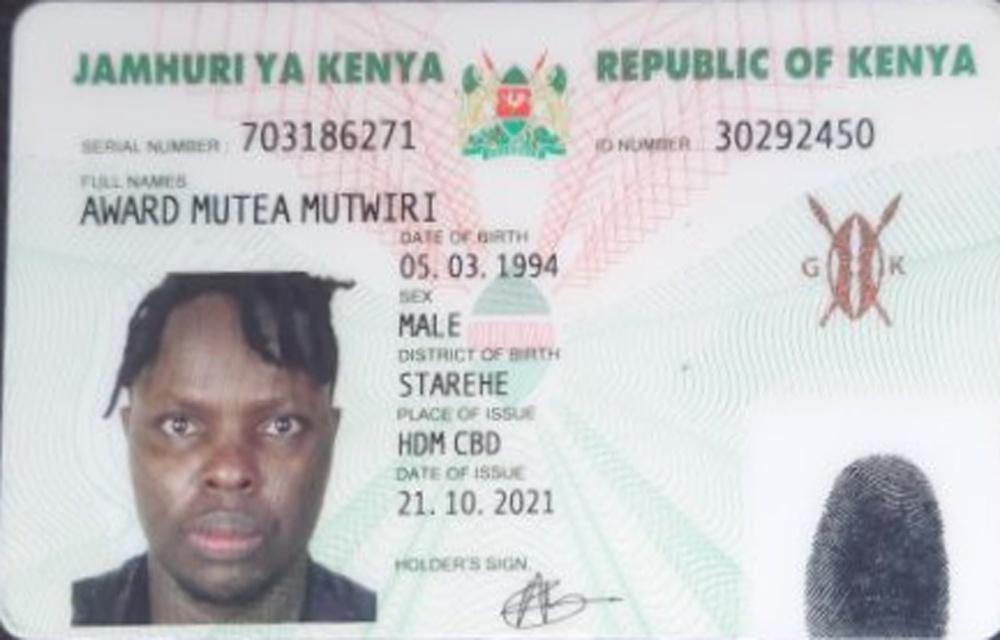 JAMHURI YA KENYA
REPUBLIC OF KENYA
SERIAL NUMBER : 703186271
ID NUMBER : 30292450
FULL NAMES
AWARD MUTEA MUTWIRI
DATE OF BIRTH
05. 03. 1994
SEX
MALE
DISTRICT OF BIRTH
STAREHE
PLACE OF ISSUE
HDM CBD
DATE OF ISSUE
21. 10. 2021
HOLDER'S SIGN.
G K